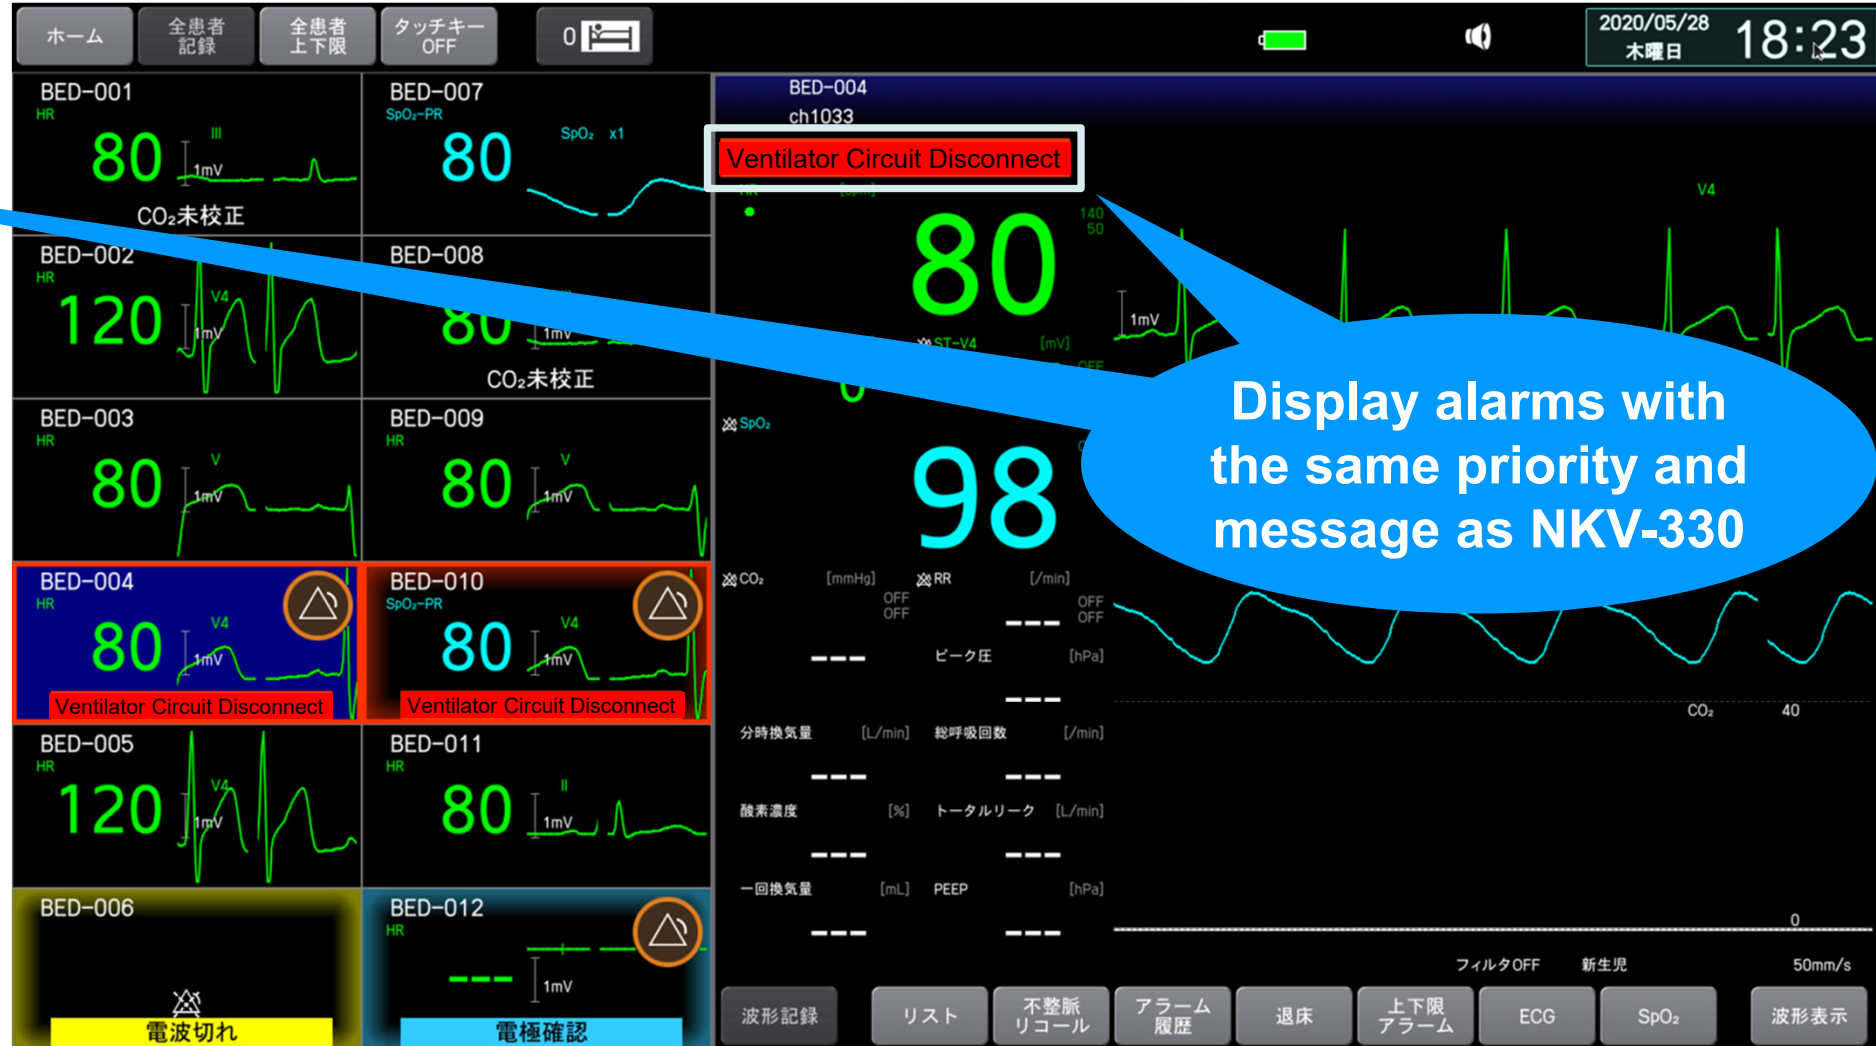 ホーム
全患者
記録
全患者
上下限
タッチキー
OFF
0
2020/05/28
木曜日
18:23
BED-001
HR
80
III
1mV
CO₂未校正
BED-007
SpO₂-PR
80
SpO₂ x1
BED-002
HR
120
V4
1mV
BED-008
80
1mV
CO₂未校正
BED-003
HR
80
V
1mV
BED-009
HR
80
V
1mV
BED-004
HR
80
V4
1mV
Ventilator Circuit Disconnect
BED-010
SpO₂-PR
80
V4
1mV
Ventilator Circuit Disconnect
BED-005
HR
120
V4
1mV
BED-011
HR
80
II
1mV
BED-006
電波切れ
BED-012
HR
---
1mV
電極確認
BED-004
ch1033
Ventilator Circuit Disconnect
80
140
50
V4
1mV
ST-V4 [mV]
OFF
SpO₂
98
Display alarms with
the same priority and
message as NKV-330
CO₂ [mmHg]
OFF
OFF
---
RR [/min]
OFF
OFF
---
ピーク圧 [hPa]
---
分時換気量 [L/min]
---
総呼吸回数 [/min]
---
酸素濃度 [%]
---
トータルリーク [L/min]
---
一回換気量 [mL]
---
PEEP [hPa]
---
CO₂ 40
0
フィルタOFF 新生児 50mm/s
波形記録
リスト
不整脈
リコール
アラーム
履歴
退床
上下限
アラーム
ECG
SpO₂
波形表示